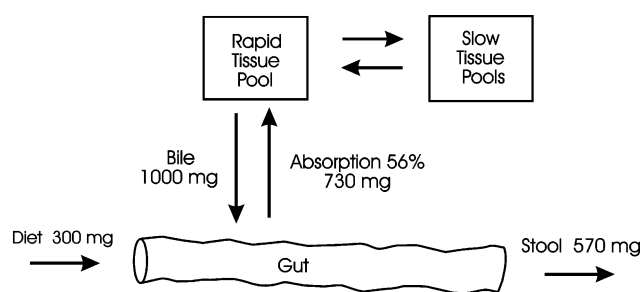 Rapid
Tissue
Pool
Slow
Tissue
Pools
Bile
1000 mg
Absorption 56%
730 mg
Diet 300 mg
Gut
Stool 570 mg